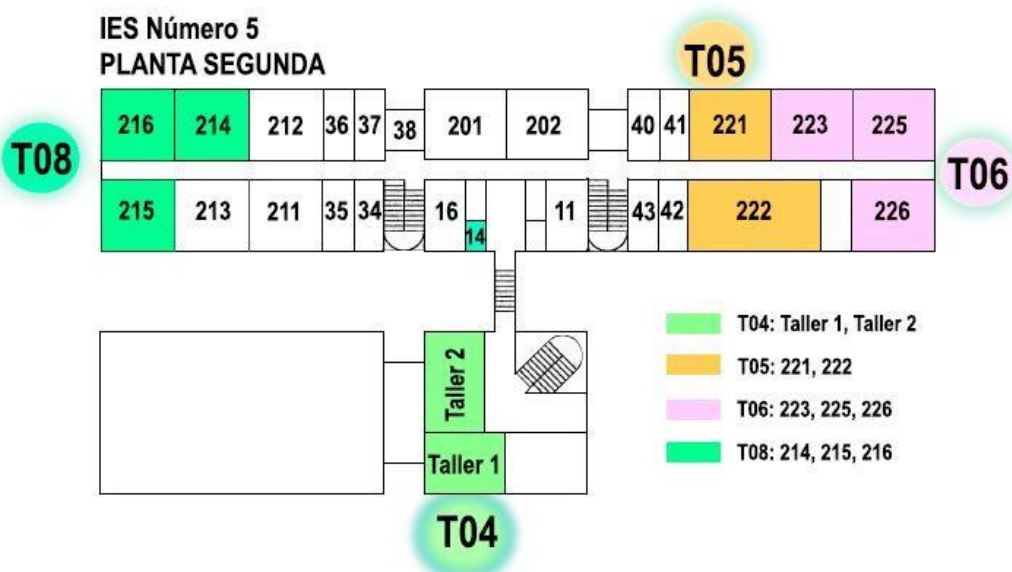 IES Número 5
PLANTA SEGUNDA
T05
216 214 212 36 37 38 201 202 40 41 221 223 225
T08
T06
215 213 211 35 34 16 14 11 43 42 222 226
T04: Taller 1, Taller 2
T05: 221, 222
T06: 223, 225, 226
T08: 214, 215, 216
Taller 2
Taller 1
T04